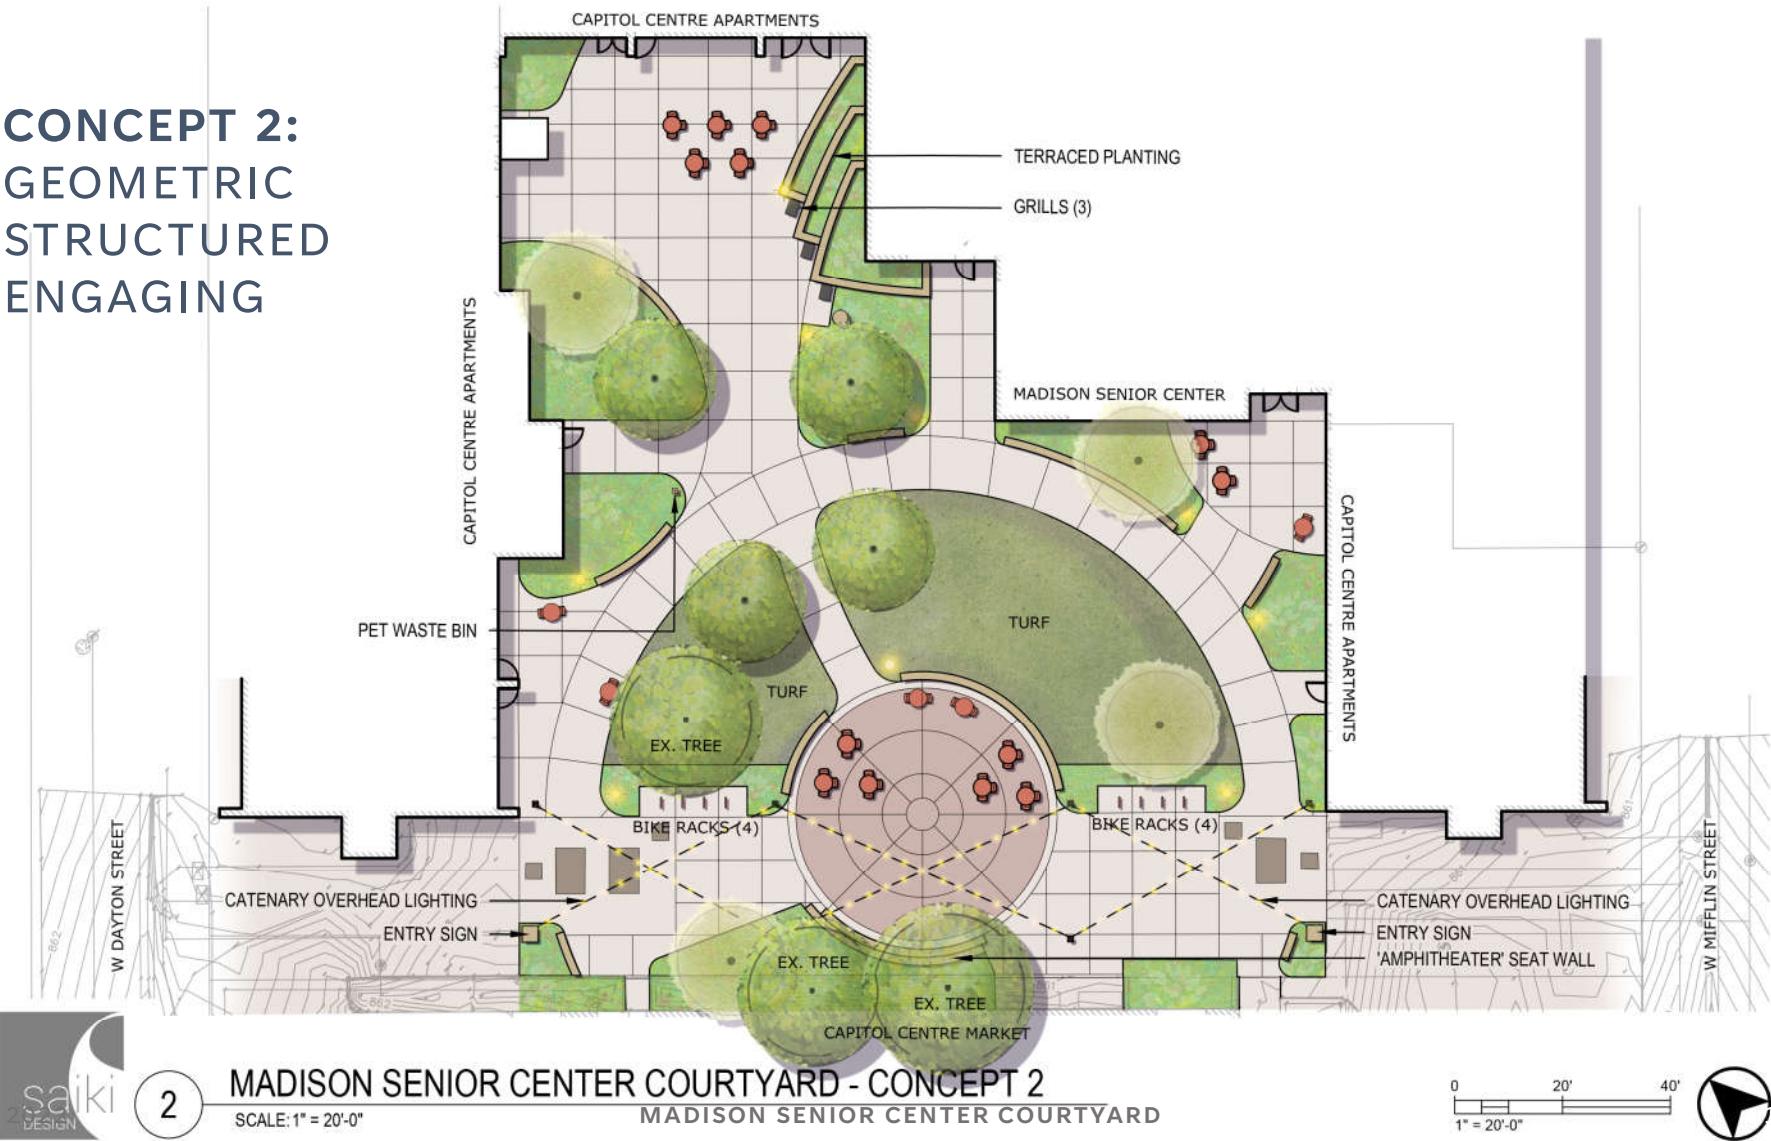 CAPITOL CENTRE APARTMENTS
CONCEPT 2:
GEOMETRIC
STRUCTURED
ENGAGING
TERRACED PLANTING
GRILLS (3)
CAPITOL CENTRE APARTMENTS
MADISON SENIOR CENTER
CAPITOL CENTRE APARTMENTS
PET WASTE BIN
TURF
TURF
EX. TREE
BIKE RACKS (4)
BIKE RACKS (4)
W DAYTON STREET
W MIFFLIN STREET
CATENARY OVERHEAD LIGHTING
ENTRY SIGN
CATENARY OVERHEAD LIGHTING
ENTRY SIGN
'AMPHITHEATER' SEAT WALL
EX. TREE
EX. TREE
CAPITOL CENTRE MARKET
862
862
861
861
saiki
DESIGN
2
MADISON SENIOR CENTER COURTYARD - CONCEPT 2
SCALE: 1" = 20'-0"
MADISON SENIOR CENTER COURTYARD
0 20' 40'
1" = 20'-0"